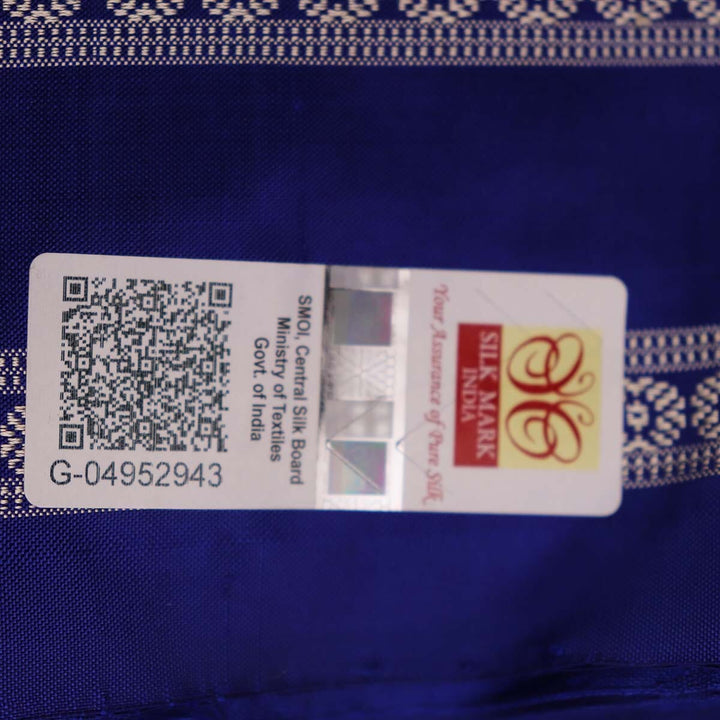 G-04952943
SMOI, Central Silk Board
Ministry of Textiles
Govt. of India
Your Assurance of Pure Silk
SILK MARK
INDIA